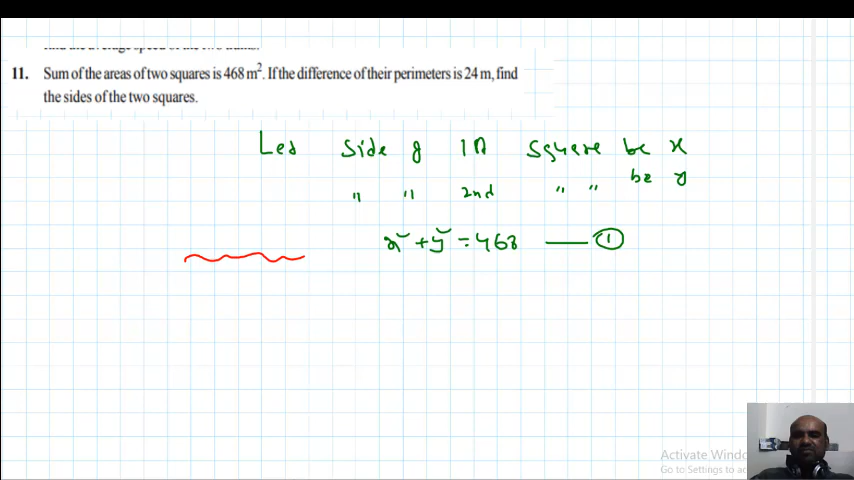 11. Sum of the areas of two squares is 468 m². If the difference of their perimeters is 24 m, find
the sides of the two squares.
Let side of 1st square be x
" " 2nd " " be y
x² + y² = 468 —— ①
Activate Windows
Go to Settings to ac